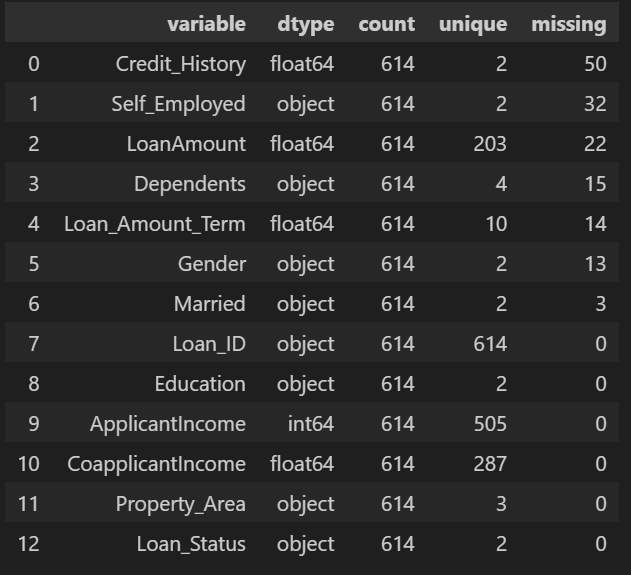 variable dtype count unique missing
0 Credit_History float64 614 2 50
1 Self_Employed object 614 2 32
2 LoanAmount float64 614 203 22
3 Dependents object 614 4 15
4 Loan_Amount_Term float64 614 10 14
5 Gender object 614 2 13
6 Married object 614 2 3
7 Loan_ID object 614 614 0
8 Education object 614 2 0
9 ApplicantIncome int64 614 505 0
10 CoapplicantIncome float64 614 287 0
11 Property_Area object 614 3 0
12 Loan_Status object 614 2 0